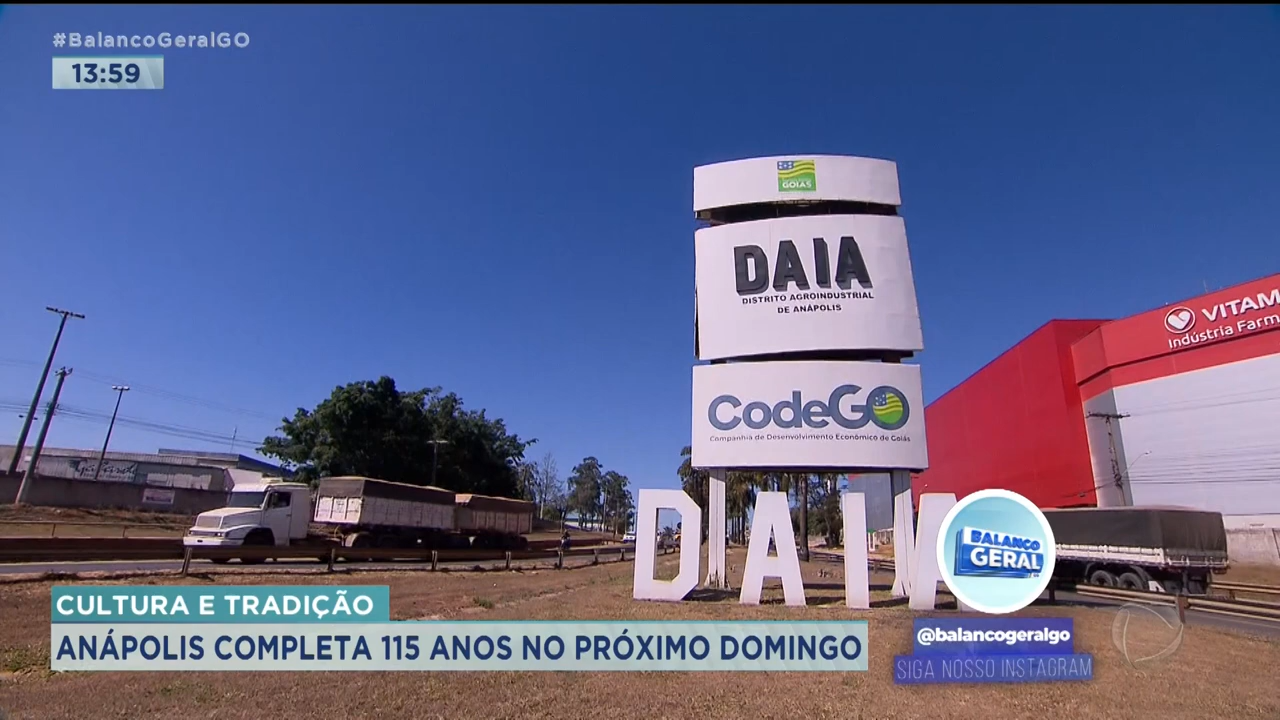 #BalancoGeralGO
13:59
GOIÁS
DAIA
DISTRITO AGROINDUSTRIAL
DE ANÁPOLIS
CodeGO
Companhia de Desenvolvimento Econômico de Goiás
VITAM
Indústria Farm
DAIA
BALANÇO
GERAL
CULTURA E TRADIÇÃO
ANÁPOLIS COMPLETA 115 ANOS NO PRÓXIMO DOMINGO
@balancogeralgo
SIGA NOSSO INSTAGRAM